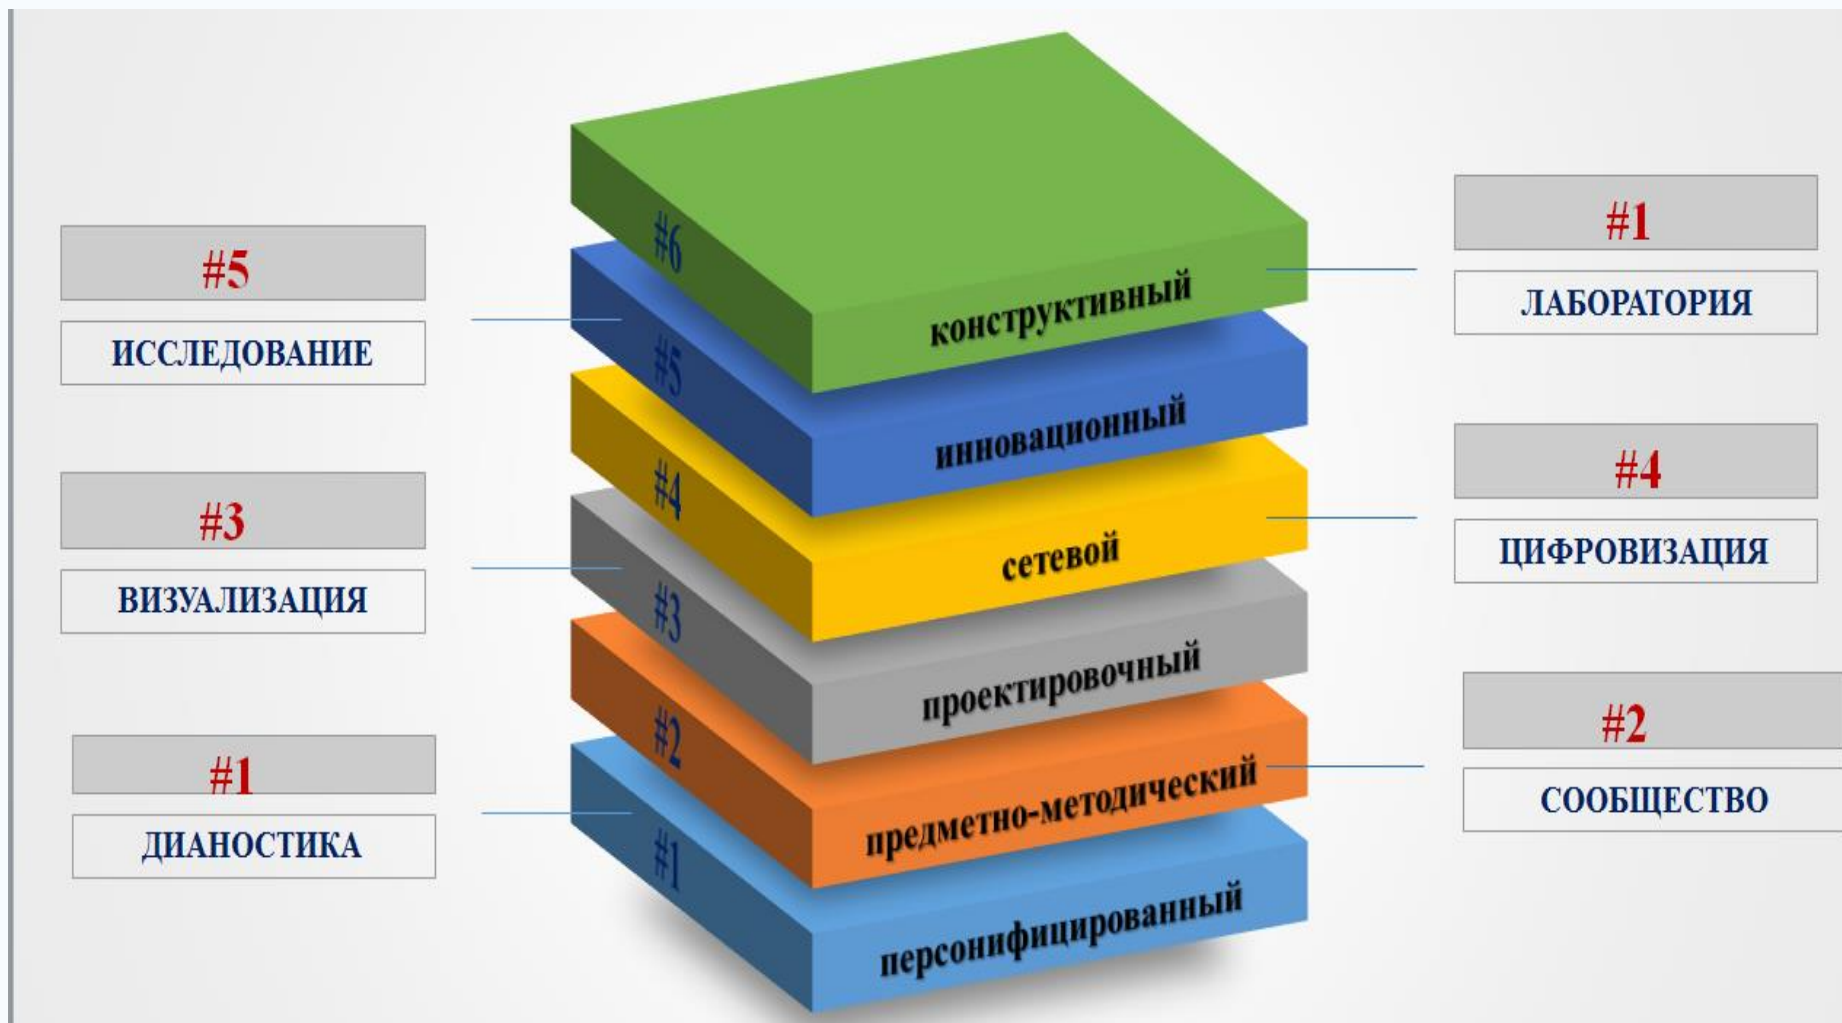 #5
ИССЛЕДОВАНИЕ
#3
ВИЗУАЛИЗАЦИЯ
#1
ДИАНОСТИКА
#6
конструктивный
#5
инновационный
#4
сетевой
#3
проектировочный
#2
предметно-методический
#1
персонифицированный
#1
ЛАБОРАТОРИЯ
#4
ЦИФРОВИЗАЦИЯ
#2
СООБЩЕСТВО